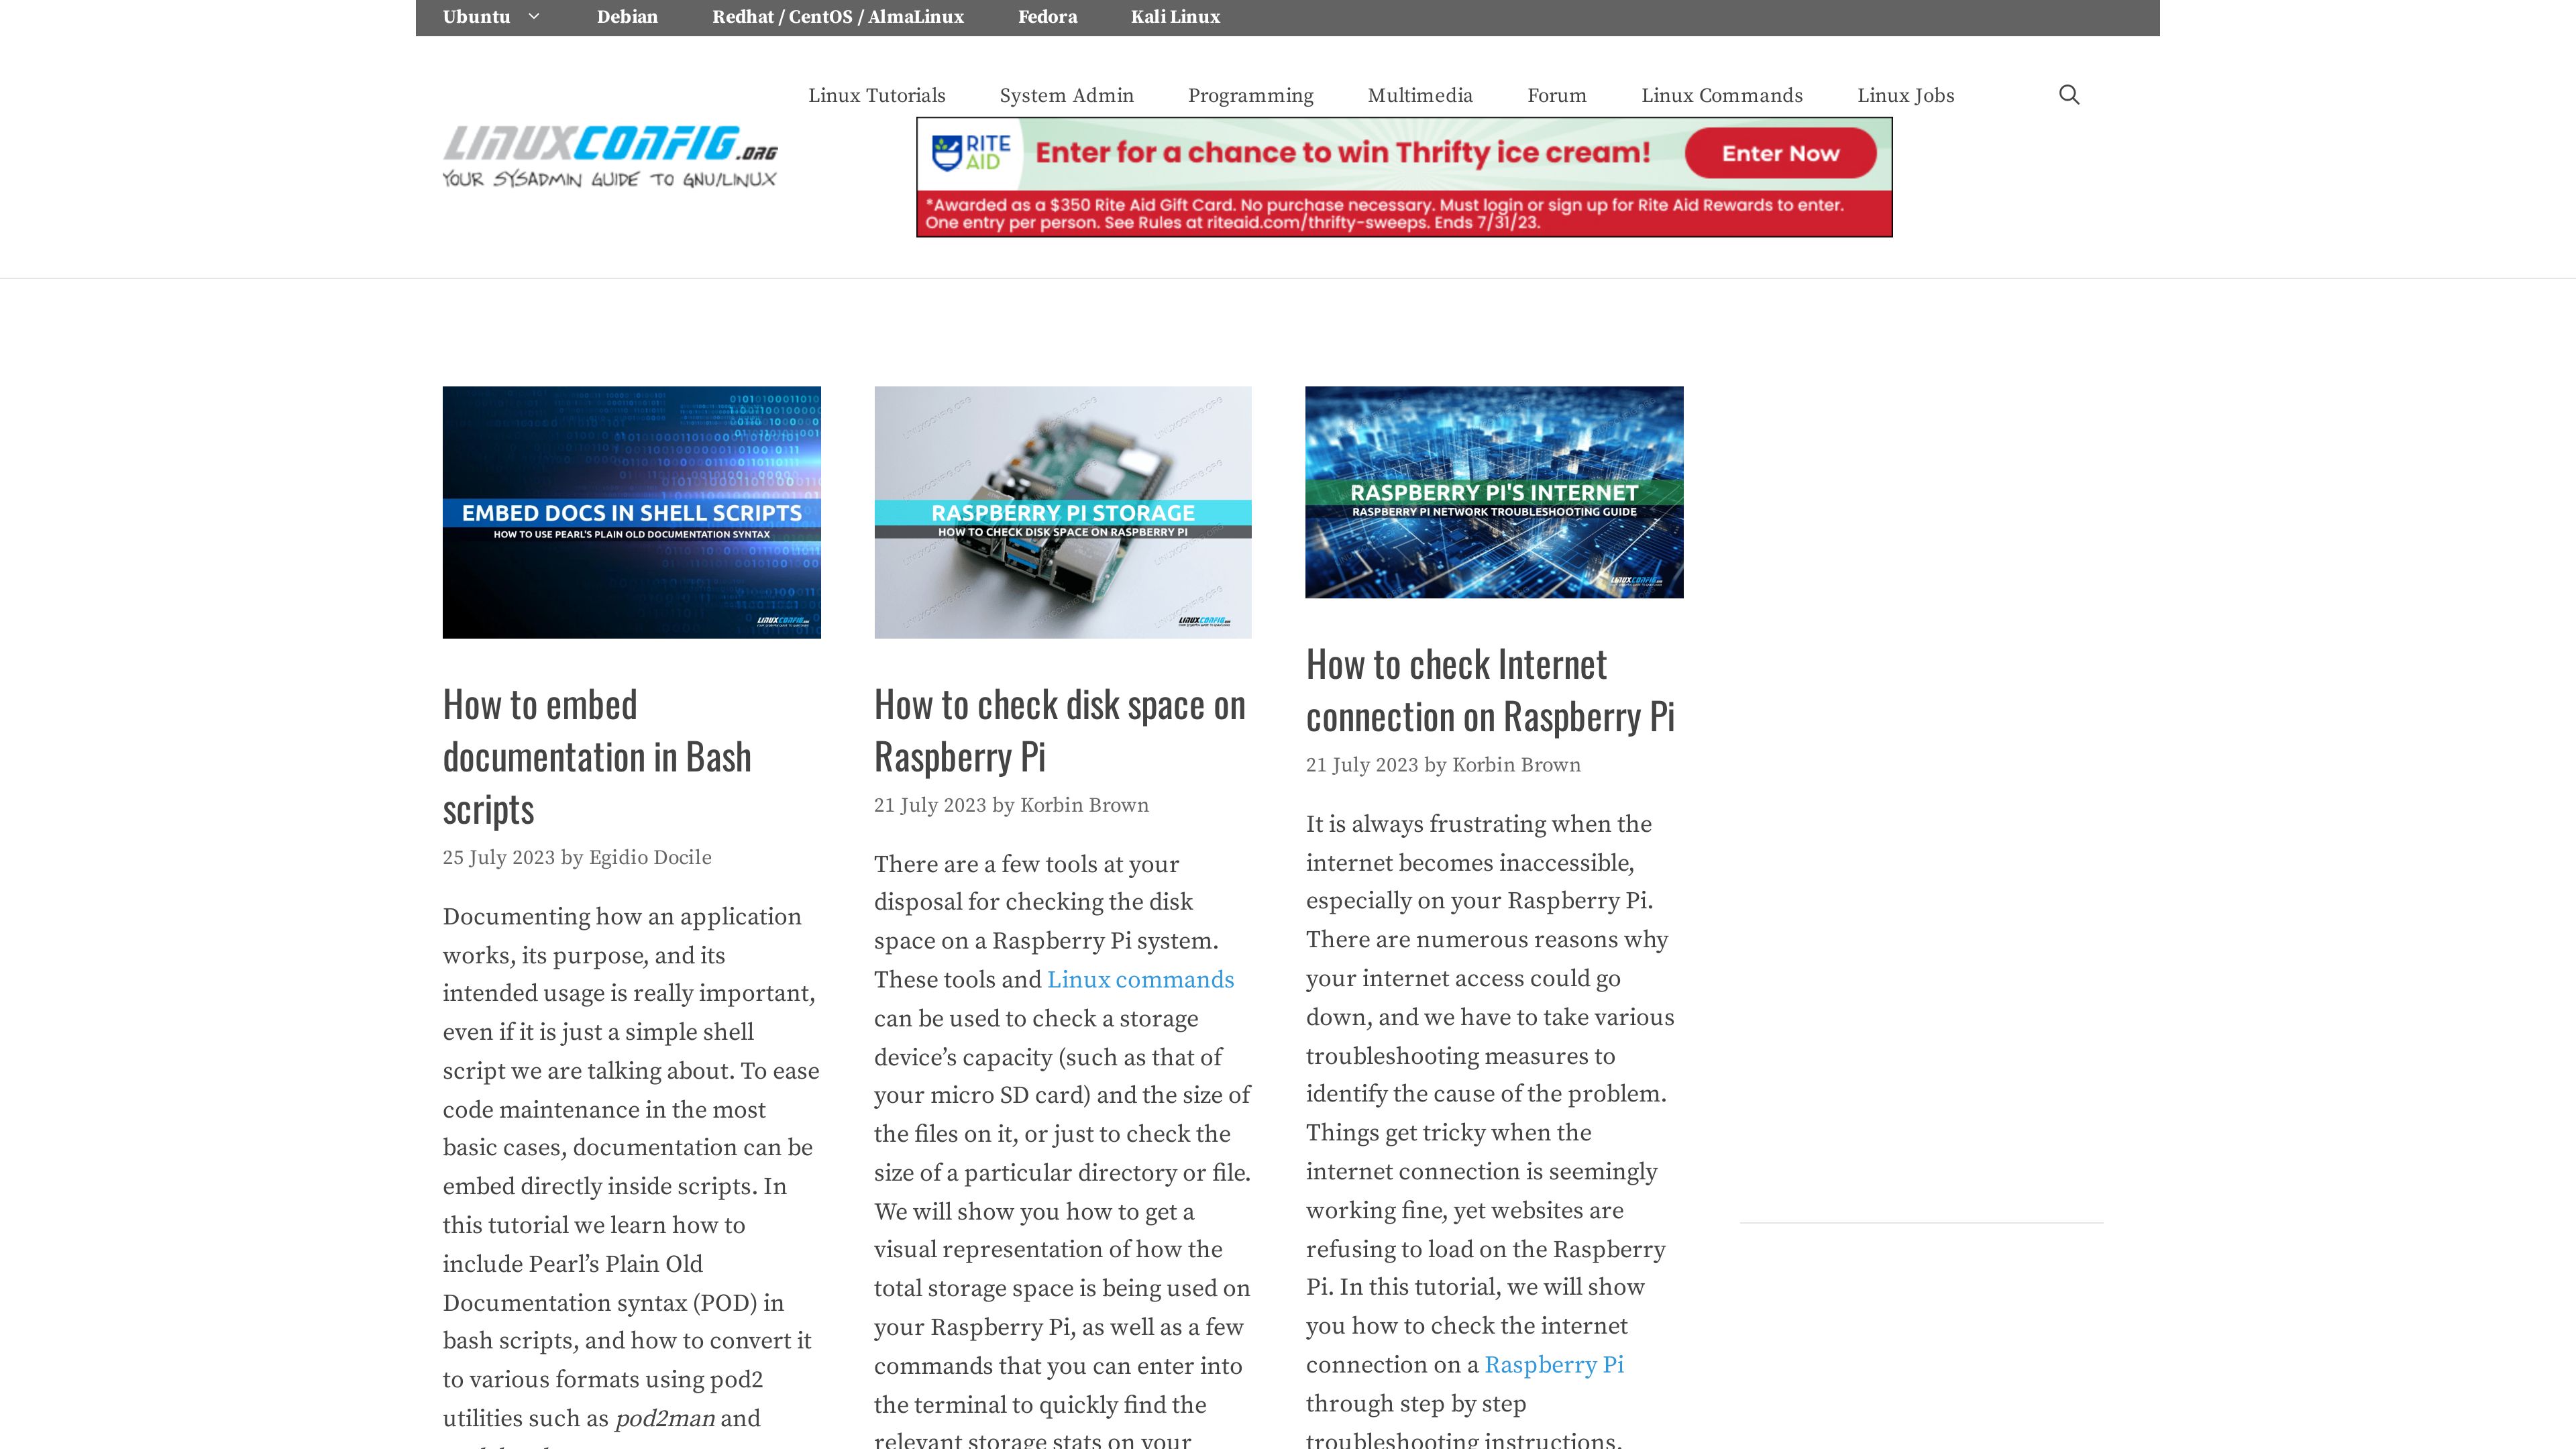 Ubuntu
Debian
Redhat / CentOS / AlmaLinux
Fedora
Kali Linux
Linux Tutorials
System Admin
Programming
Multimedia
Forum
Linux Commands
Linux Jobs
LINUXCONFIG.ORG
YOUR SYSADMIN GUIDE TO GNU/LINUX
RITE AID
Enter for a chance to win Thrifty ice cream!
Enter Now
*Awarded as a $350 Rite Aid Gift Card. No purchase necessary. Must login or sign up for Rite Aid Rewards to enter.
One entry per person. See Rules at riteaid.com/thrifty-sweeps. Ends 7/31/23.
EMBED DOCS IN SHELL SCRIPTS
HOW TO USE PEARL'S PLAIN OLD DOCUMENTATION SYNTAX
LINUXCONFIG
How to embed
documentation in Bash
scripts
25 July 2023 by Egidio Docile
Documenting how an application
works, its purpose, and its
intended usage is really important,
even if it is just a simple shell
script we are talking about. To ease
code maintenance in the most
basic cases, documentation can be
embed directly inside scripts. In
this tutorial we learn how to
include Pearl’s Plain Old
Documentation syntax (POD) in
bash scripts, and how to convert it
to various formats using pod2
utilities such as pod2man and
RASPBERRY PI STORAGE
HOW TO CHECK DISK SPACE ON RASPBERRY PI
LINUXCONFIG
How to check disk space on
Raspberry Pi
21 July 2023 by Korbin Brown
There are a few tools at your
disposal for checking the disk
space on a Raspberry Pi system.
These tools and Linux commands
can be used to check a storage
device’s capacity (such as that of
your micro SD card) and the size of
the files on it, or just to check the
size of a particular directory or file.
We will show you how to get a
visual representation of how the
total storage space is being used on
your Raspberry Pi, as well as a few
commands that you can enter into
the terminal to quickly find the
relevant storage stats on your
RASPBERRY PI'S INTERNET
RASPBERRY PI NETWORK TROUBLESHOOTING GUIDE
LINUXCONFIG
How to check Internet
connection on Raspberry Pi
21 July 2023 by Korbin Brown
It is always frustrating when the
internet becomes inaccessible,
especially on your Raspberry Pi.
There are numerous reasons why
your internet access could go
down, and we have to take various
troubleshooting measures to
identify the cause of the problem.
Things get tricky when the
internet connection is seemingly
working fine, yet websites are
refusing to load on the Raspberry
Pi. In this tutorial, we will show
you how to check the internet
connection on a Raspberry Pi
through step by step
troubleshooting instructions.